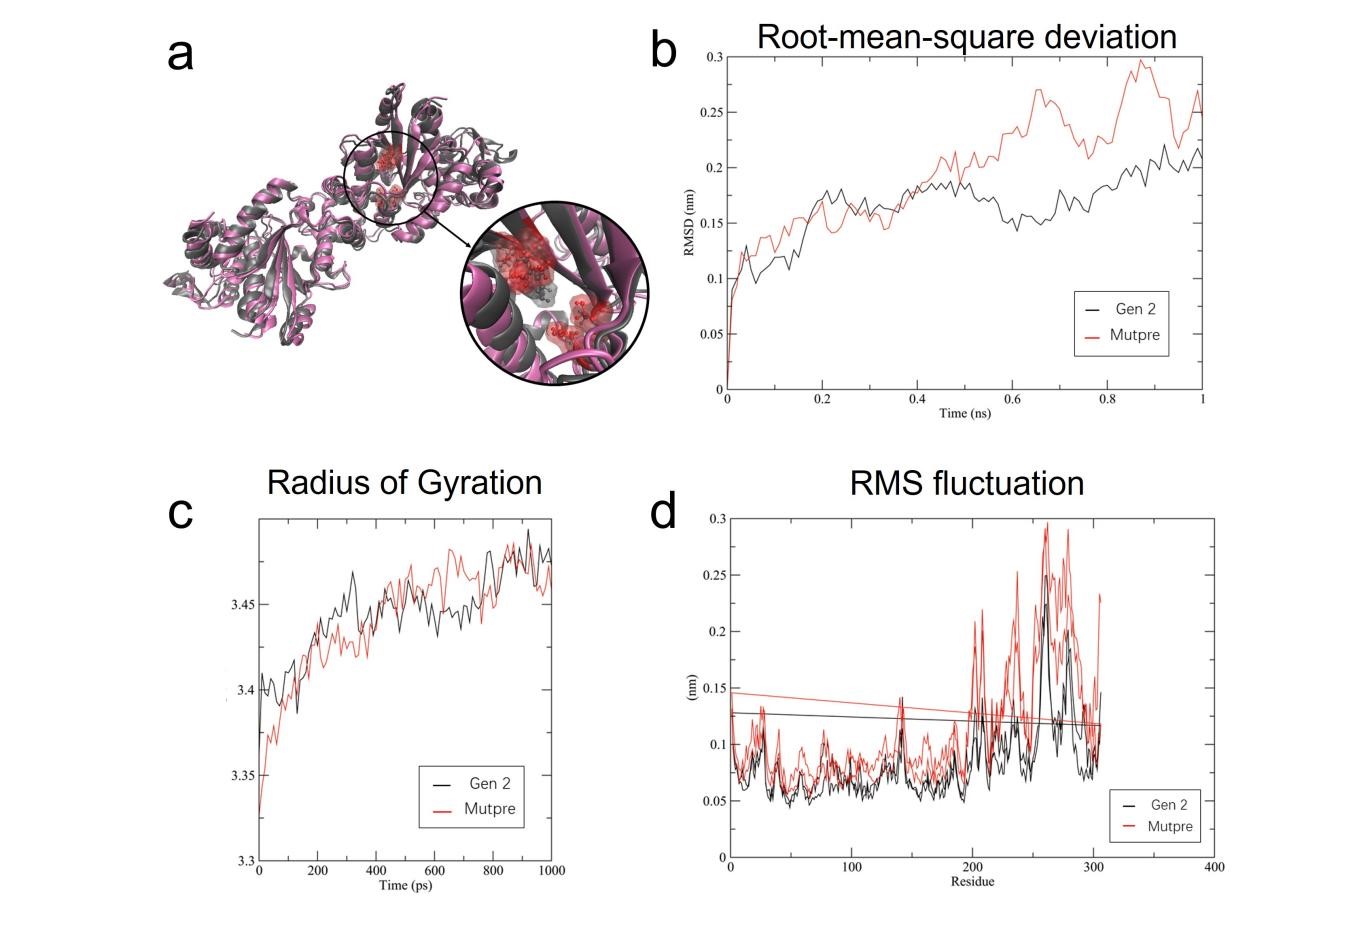 a
b
Root-mean-square deviation
0.3
0.25
0.2
0.15
0.1
0.05
0
RMSD (nm)
0
0.2
0.4
0.6
0.8
1
Time (ns)
Gen 2
Mutpre
c
Radius of Gyration
3.45
3.4
3.35
3.3
0
200
400
600
800
1000
Time (ps)
Gen 2
Mutpre
d
RMS fluctuation
0.3
0.25
0.2
0.15
0.1
0.05
0
(nm)
0
100
200
300
400
Residue
Gen 2
Mutpre